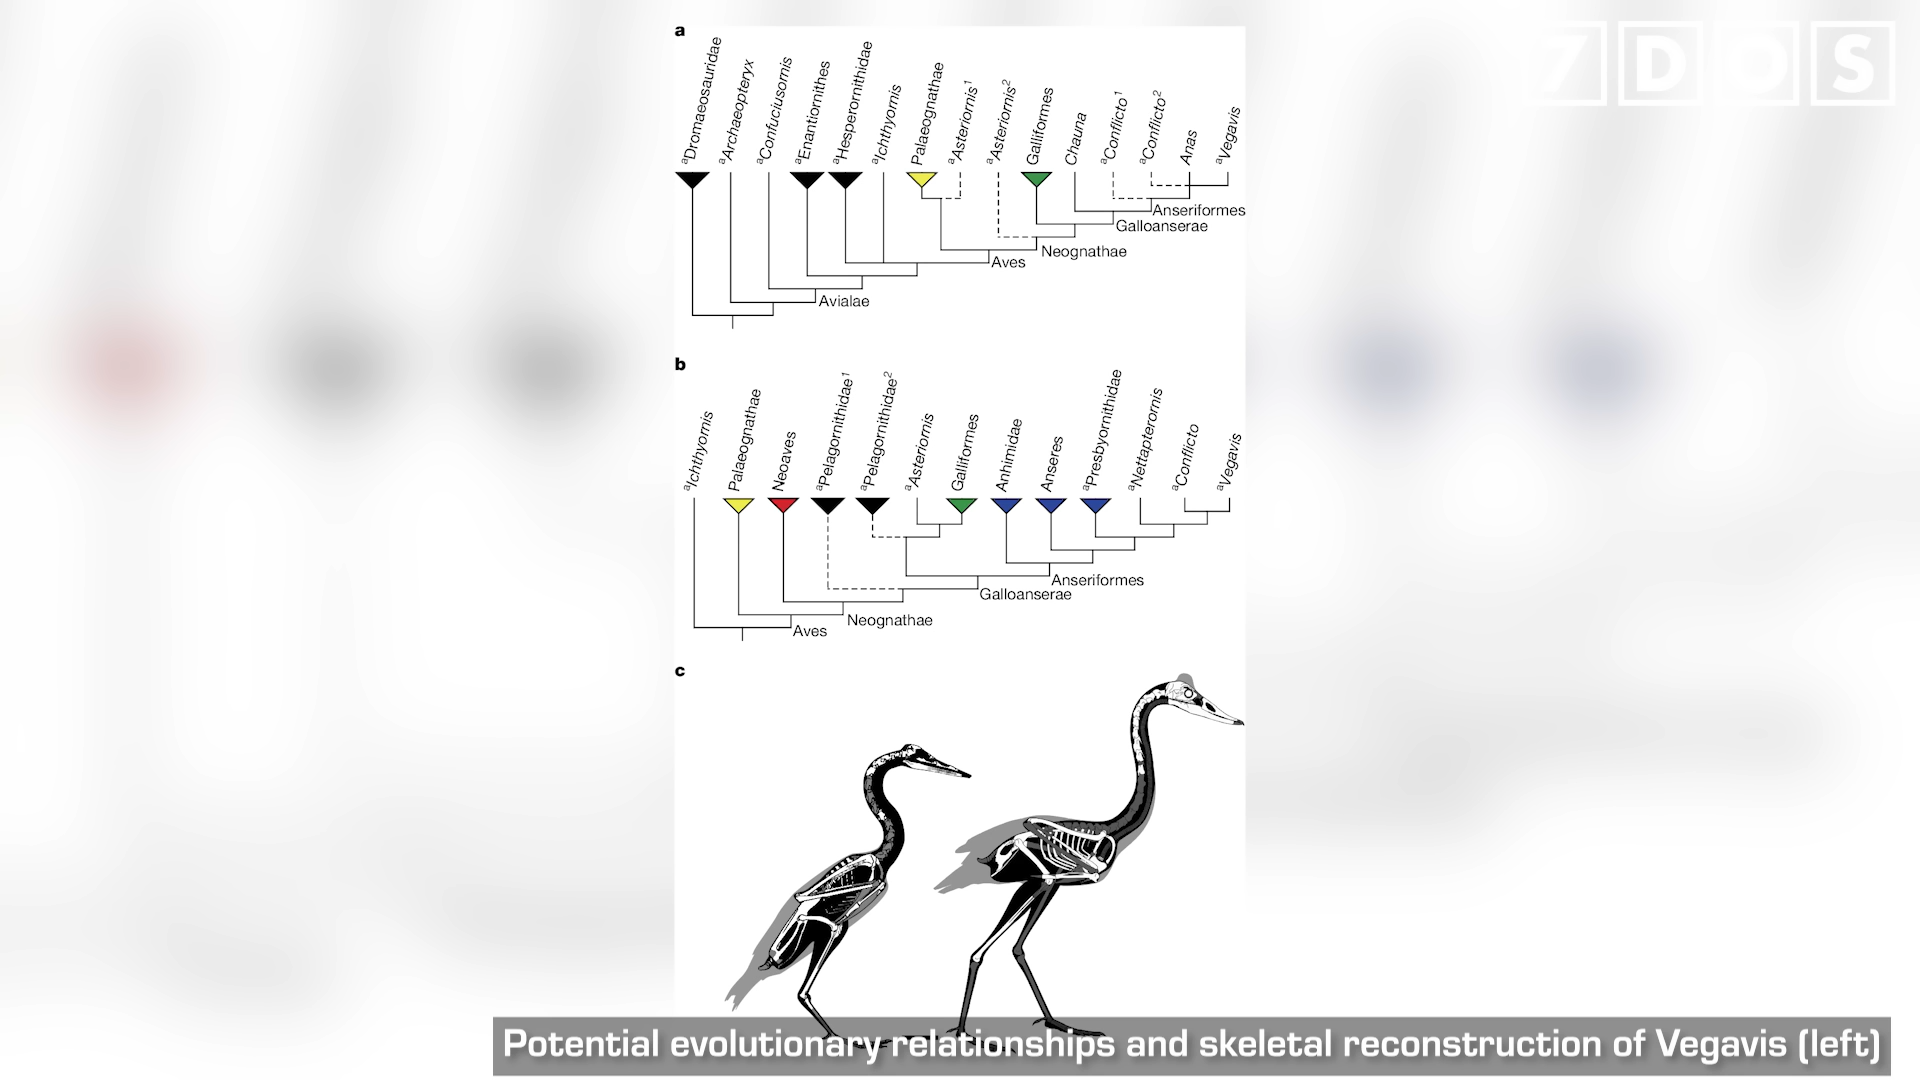 7DOS
a
ᵃDromaeosauridae
ᵃArchaeopteryx
ᵃConfuciusornis
ᵃEnantiornithes
ᵃHesperornithidae
ᵃIchthyornis
Palaeognathae
ᵃAsteriornis¹
ᵃAsteriornis²
Galliformes
Chauna
ᵃConflicto¹
ᵃConflicto²
Anas
ᵃVegavis
Anseriformes
Galloanserae
Neognathae
Aves
Avialae
b
ᵃIchthyornis
Palaeognathae
Neoaves
ᵃPelagornithidae¹
ᵃPelagornithidae²
ᵃAsteriornis
Galliformes
Anhimidae
Anseres
ᵃPresbyornithidae
ᵃNettapterornis
ᵃConflicto
ᵃVegavis
Anseriformes
Galloanserae
Neognathae
Aves
c
Potential evolutionary relationships and skeletal reconstruction of Vegavis (left)